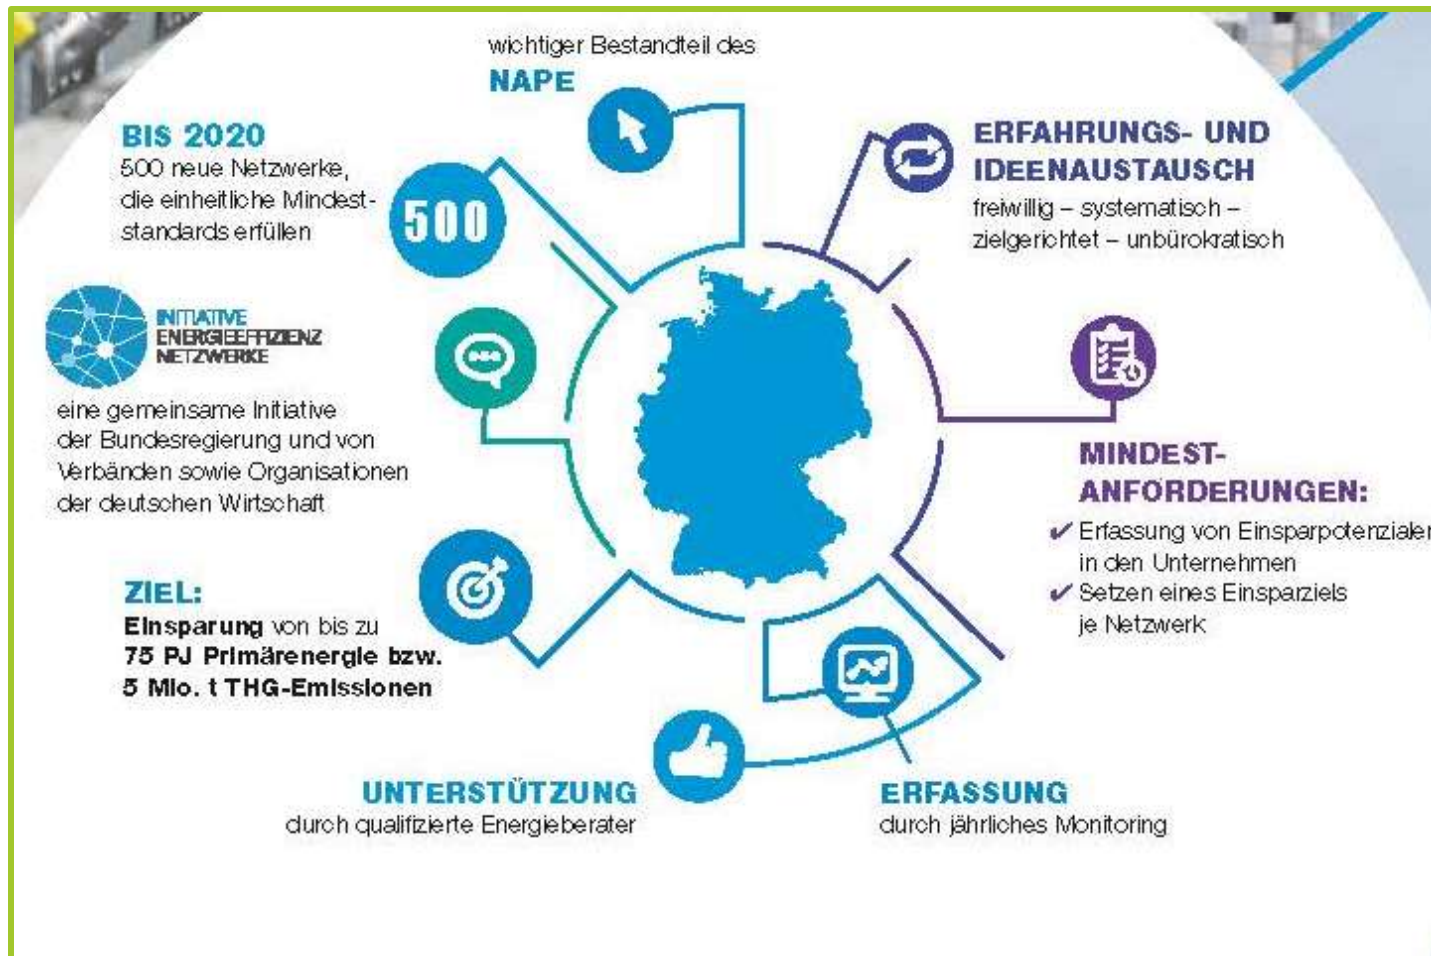 wichtiger Bestandteil des
NAPE
BIS 2020
500 neue Netzwerke,
die einheitliche Mindest-
standards erfüllen
500
ERFAHRUNGS- UND
IDEENAUSTAUSCH
freiwillig – systematisch –
zielgerichtet – unbürokratisch
INITIATIVE
ENERGIEEFFIZIENZ
NETZWERKE
eine gemeinsame Initiative
der Bundesregierung und von
Verbänden sowie Organisationen
der deutschen Wirtschaft
MINDEST-
ANFORDERUNGEN:
✔ Erfassung von Einsparpotenzialen
in den Unternehmen
✔ Setzen eines Einsparziels
je Netzwerk
ZIEL:
Einsparung von bis zu
75 PJ Primärenergie bzw.
5 Mio. t THG-Emissionen
UNTERSTÜTZUNG
durch qualifizierte Energieberater
ERFASSUNG
durch jährliches Monitoring